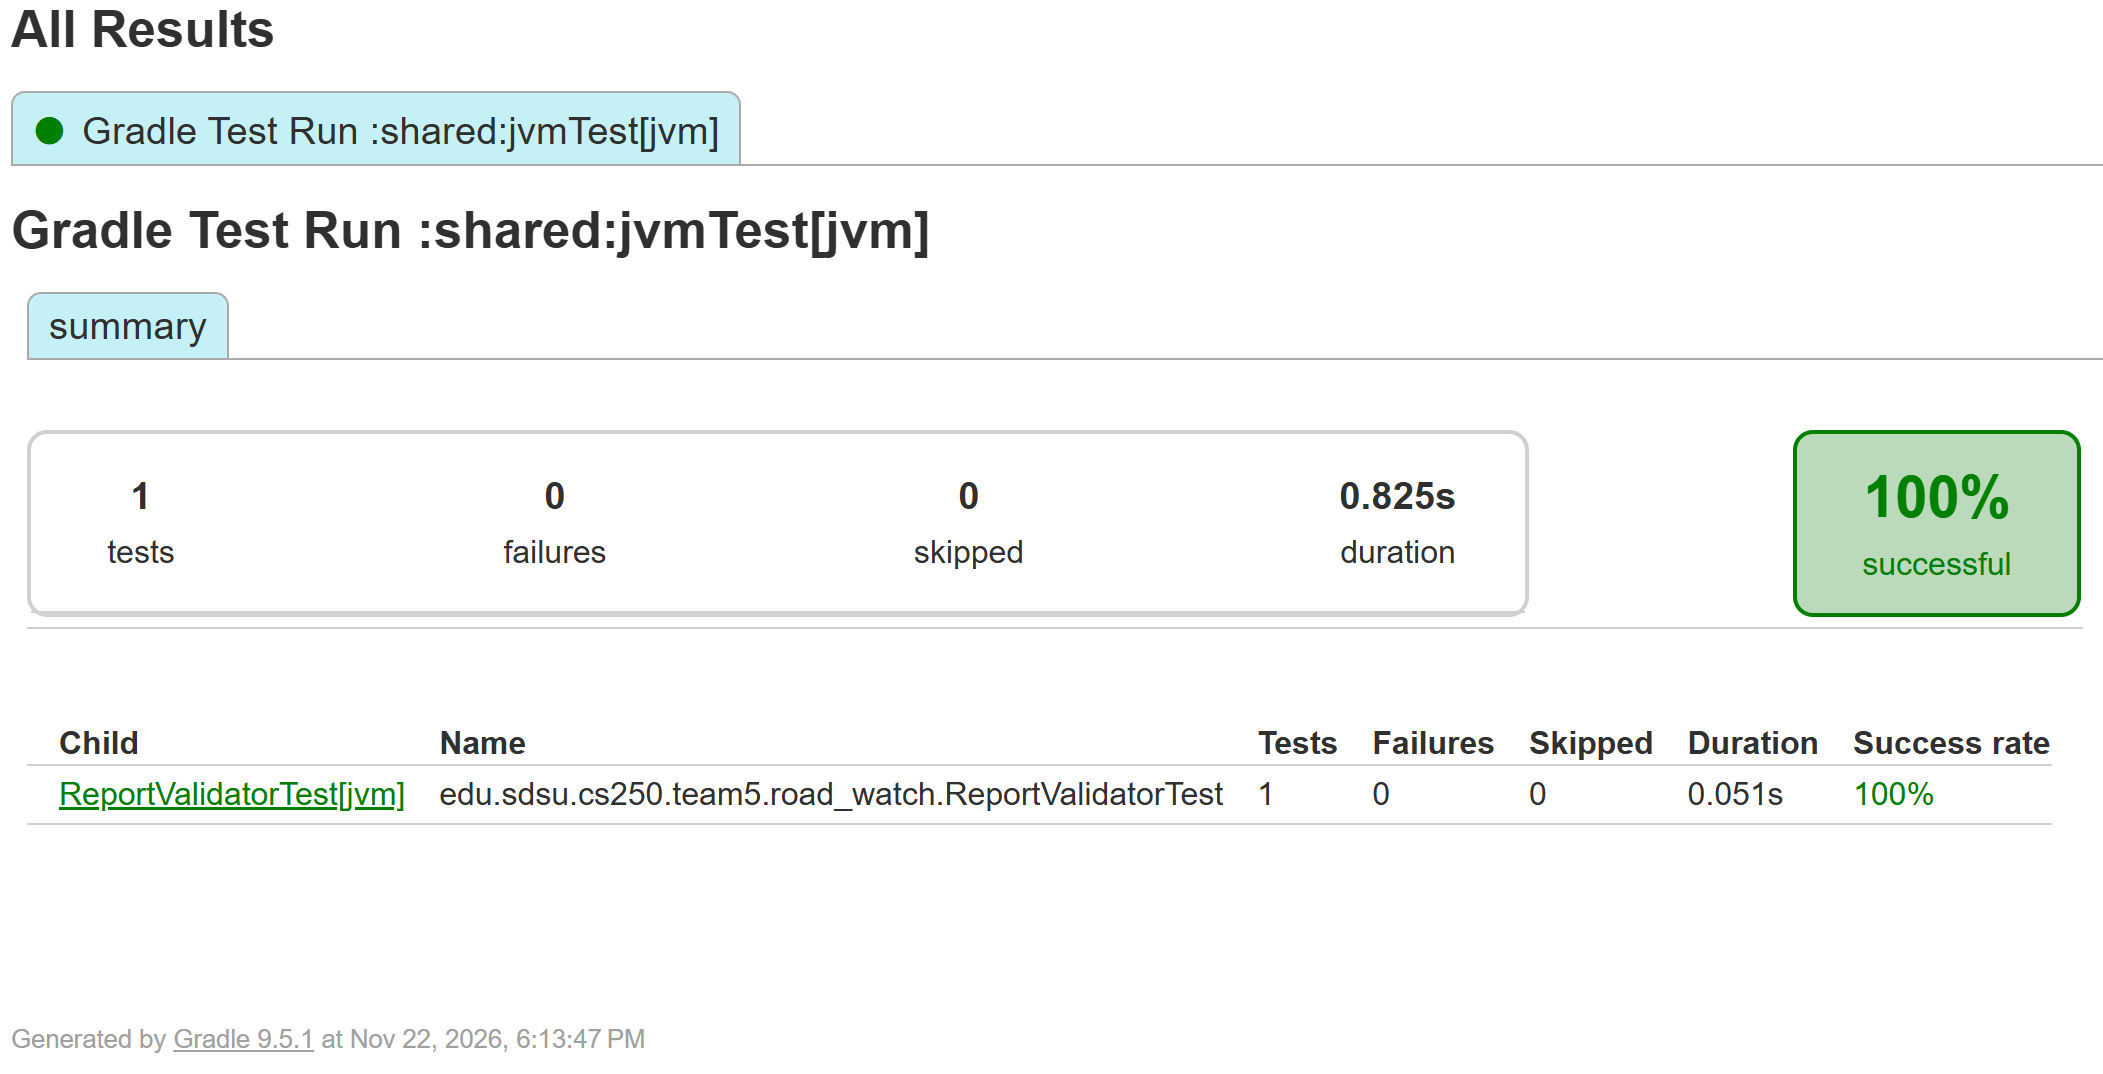 All Results
Gradle Test Run :shared:jvmTest[jvm]
Gradle Test Run :shared:jvmTest[jvm]
summary
1 0 0 0.825s 100%
tests failures skipped duration successful
Child Name Tests Failures Skipped Duration Success rate
ReportValidatorTest[jvm] edu.sdsu.cs250.team5.road_watch.ReportValidatorTest 1 0 0 0.051s 100%
Generated by Gradle 9.5.1 at Nov 22, 2026, 6:13:47 PM